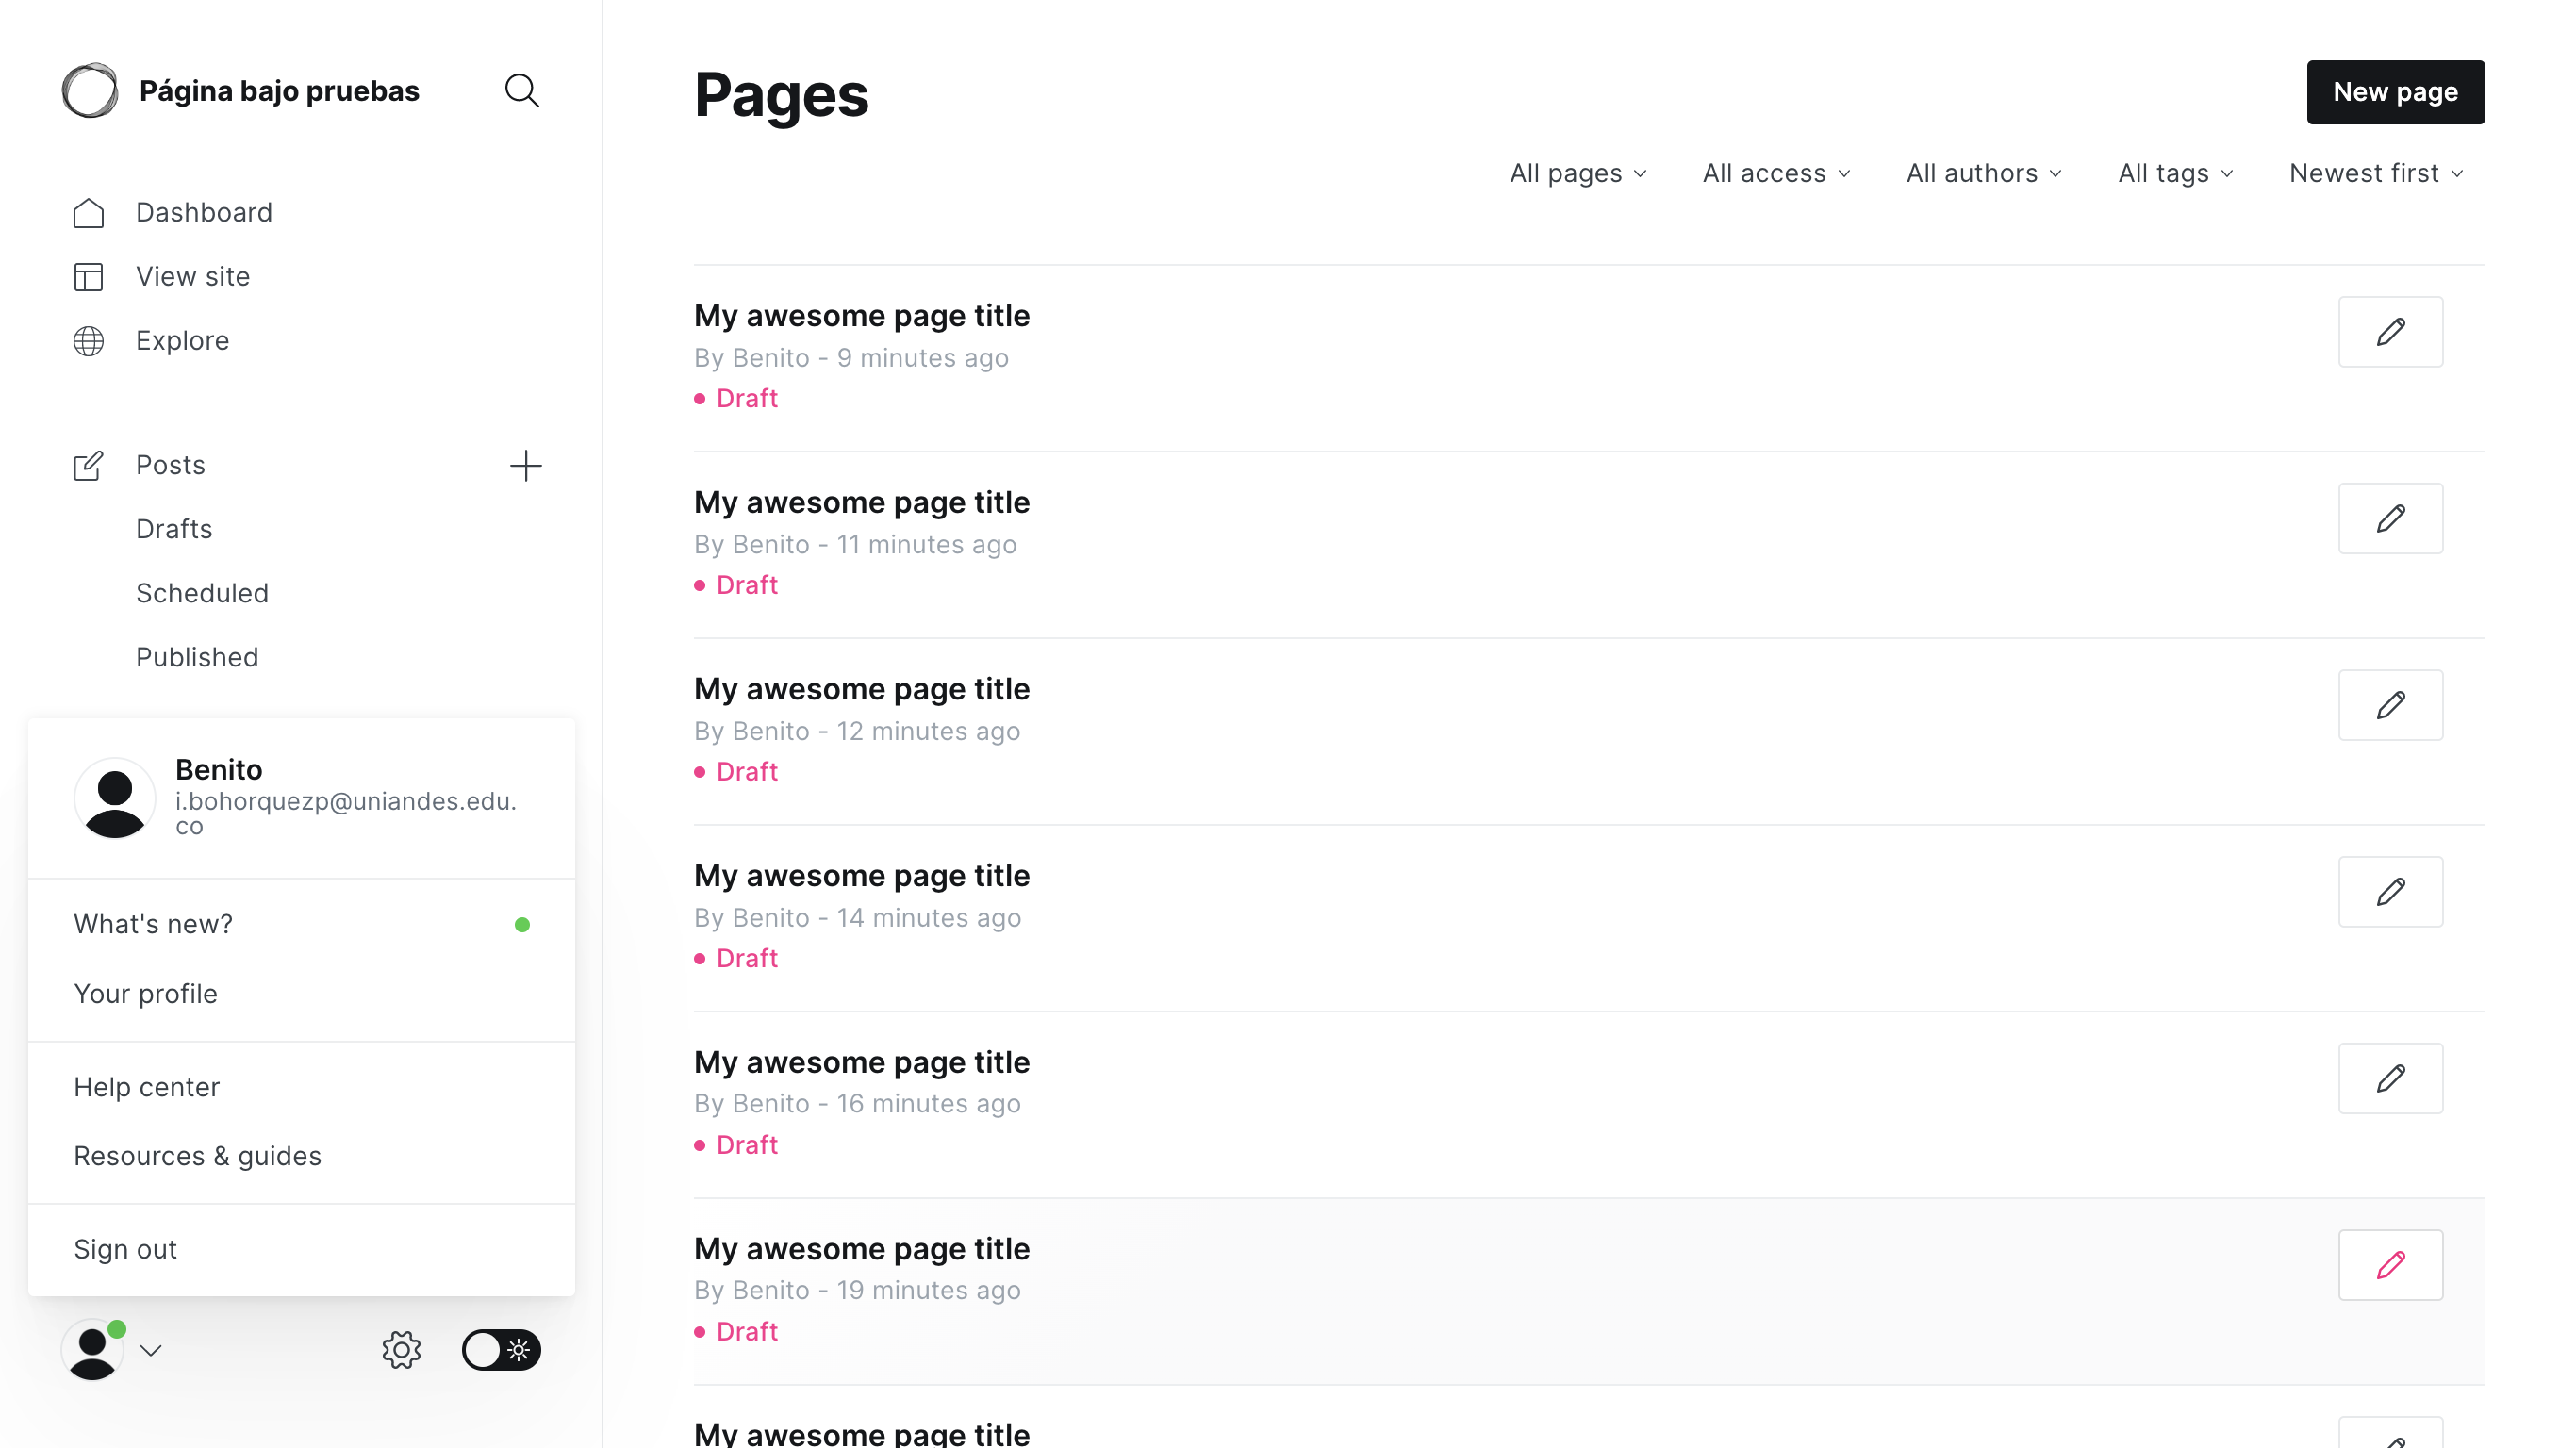 Página bajo pruebas
Dashboard
View site
Explore
Posts
Drafts
Scheduled
Published
Benito
i.bohorquezp@uniandes.edu.
co
What's new?
Your profile
Help center
Resources & guides
Sign out
Pages
New page
All pages
All access
All authors
All tags
Newest first
My awesome page title
By Benito - 9 minutes ago
Draft
My awesome page title
By Benito - 11 minutes ago
Draft
My awesome page title
By Benito - 12 minutes ago
Draft
My awesome page title
By Benito - 14 minutes ago
Draft
My awesome page title
By Benito - 16 minutes ago
Draft
My awesome page title
By Benito - 19 minutes ago
Draft
My awesome page title